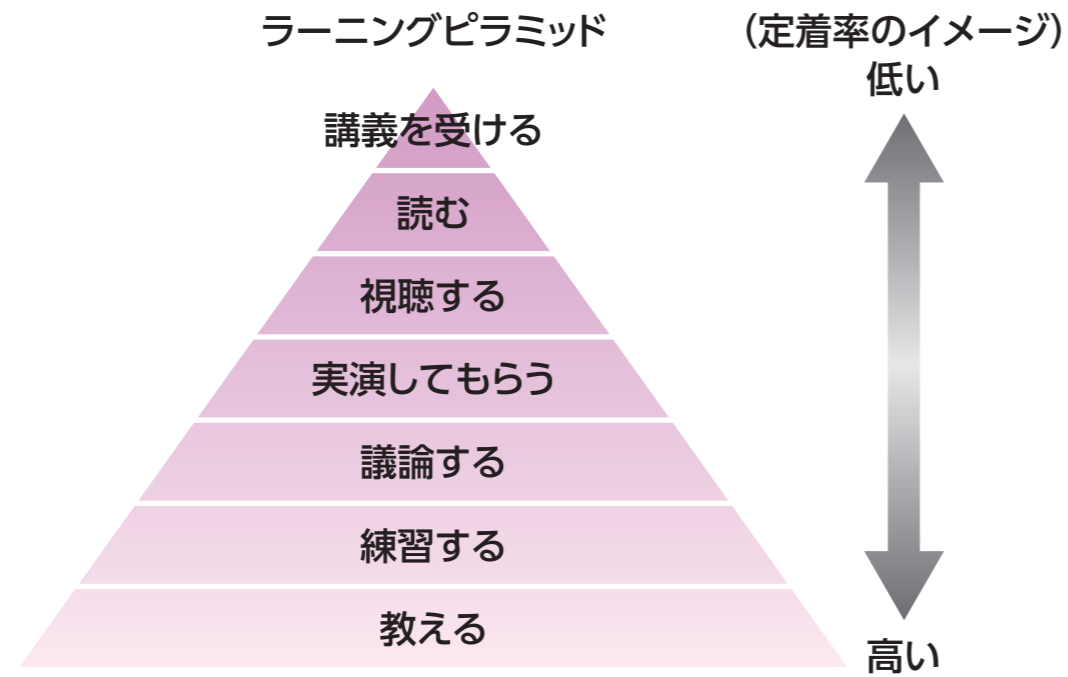 ラーニングピラミッド
(定着率のイメージ)
低い
講義を受ける
読む
視聴する
実演してもらう
議論する
練習する
教える
高い